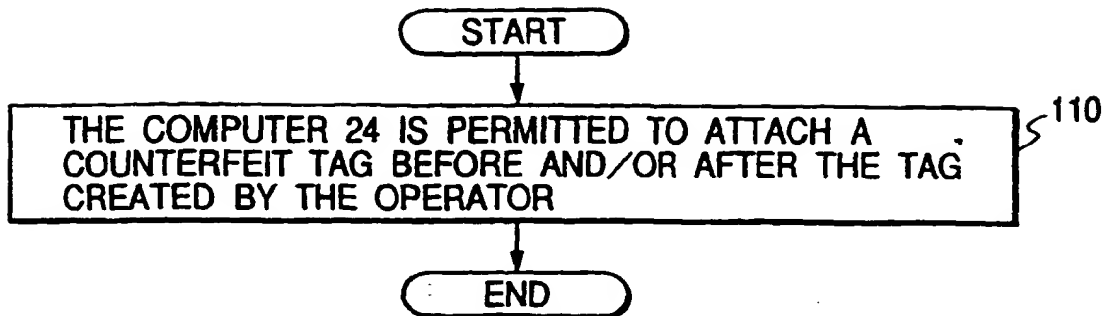 START
THE COMPUTER 24 IS PERMITTED TO ATTACH A
COUNTERFEIT TAG BEFORE AND/OR AFTER THE TAG
CREATED BY THE OPERATOR
110
END